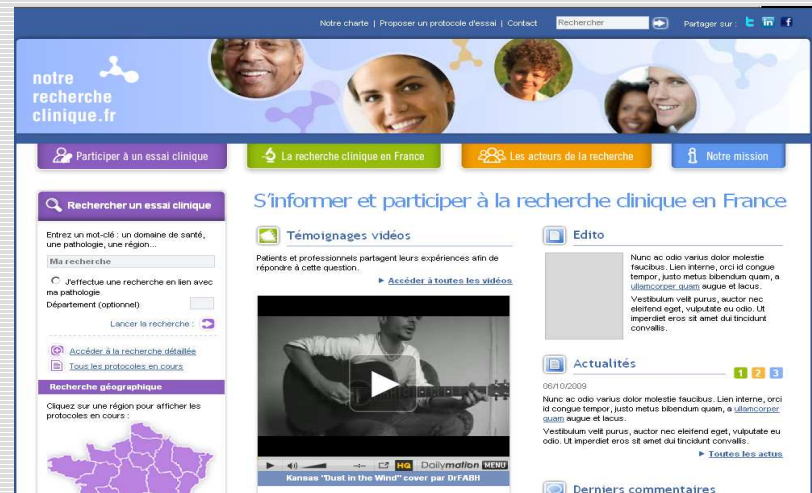 Notre charte | Proposer un protocole d'essai | Contact
Rechercher
Partager sur :
notre
recherche
clinique.fr
Participer à un essai clinique
La recherche clinique en France
Les acteurs de la recherche
Notre mission
Rechercher un essai clinique
Entrez un mot-clé : un domaine de santé,
une pathologie, une région...
Ma recherche
J'effectue une recherche en lien avec
ma pathologie
Département (optionnel)
Lancer la recherche :
Accéder à la recherche détaillée
Tous les protocoles en cours
Recherche géographique
Cliquez sur une région pour afficher les
protocoles en cours :
S'informer et participer à la recherche clinique en France
Témoignages vidéos
Patients et professionnels partagent leurs expériences afin de
répondre à cette question.
Accéder à toutes les vidéos
HQ Dailymotion MENU
Kansas "Dust in the Wind" cover par DrFABH
Edito
Nunc ac odio varius dolor molestie
faucibus. Lien interne, orci id congue
tempor, justo metus bibendum quam, a
ullamcorper quam augue et lacus.
Vestibulum velit purus, auctor nec
eleifend eget, vulputate eu odio. Ut
imperdiet eros sit amet dui tincidunt
convallis.
Actualités
1 2 3
06/10/2009
Nunc ac odio varius dolor molestie faucibus. Lien interne, orci
id congue tempor, justo metus bibendum quam, a ullamcorper
quam augue et lacus.
Vestibulum velit purus, auctor nec eleifend eget, vulputate eu
odio. Ut imperdiet eros sit amet dui tincidunt convallis.
Toutes les actus
Derniers commentaires